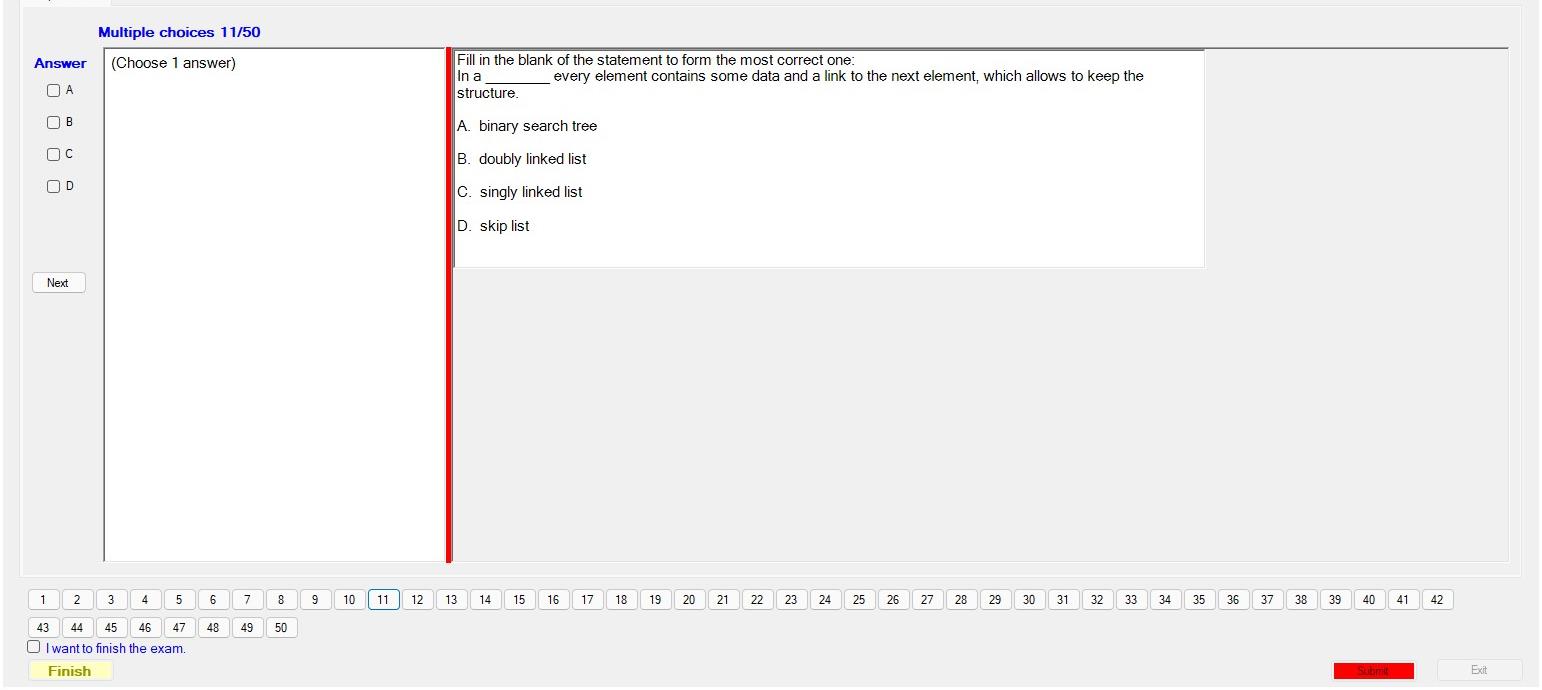 Multiple choices 11/50
Answer
A
B
C
D
Next
(Choose 1 answer)
Fill in the blank of the statement to form the most correct one:
In a ________ every element contains some data and a link to the next element, which allows to keep the
structure.
A. binary search tree
B. doubly linked list
C. singly linked list
D. skip list
1 2 3 4 5 6 7 8 9 10 11 12 13 14 15 16 17 18 19 20 21 22 23 24 25 26 27 28 29 30 31 32 33 34 35 36 37 38 39 40 41 42
43 44 45 46 47 48 49 50
I want to finish the exam.
Finish
Submit
Exit